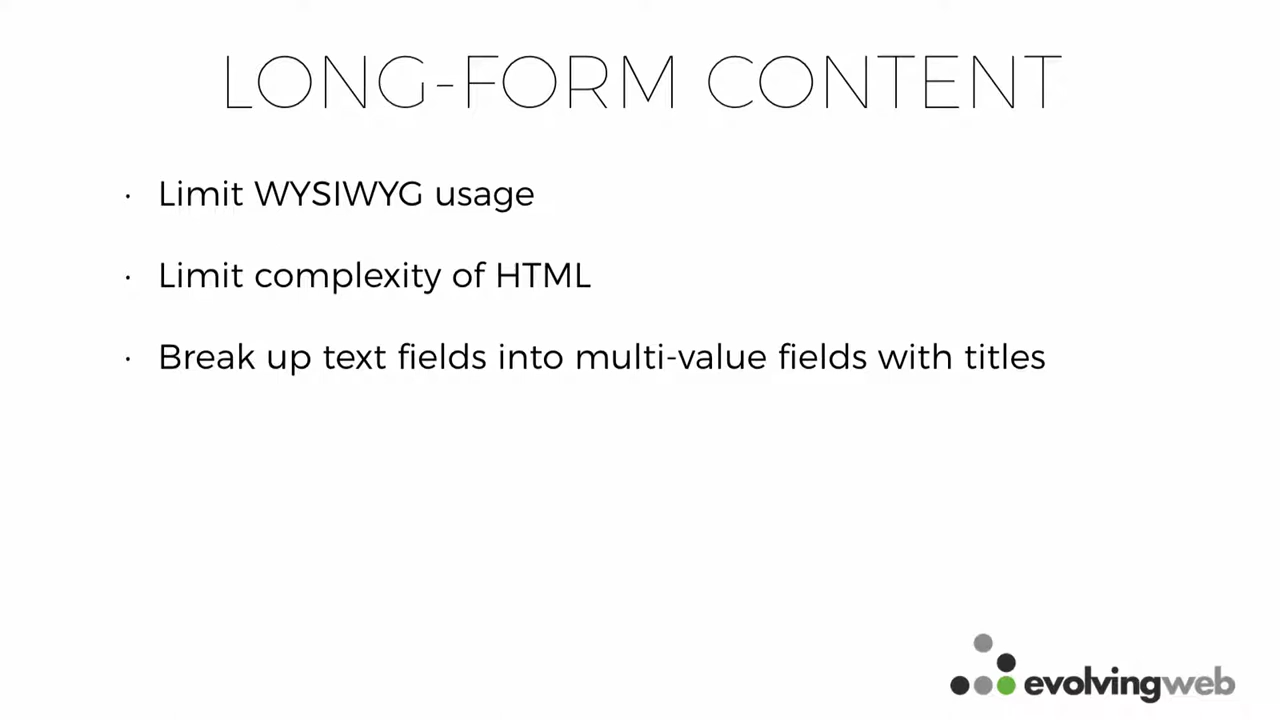 LONG-FORM CONTENT
· Limit WYSIWYG usage
· Limit complexity of HTML
· Break up text fields into multi-value fields with titles
evolvingweb